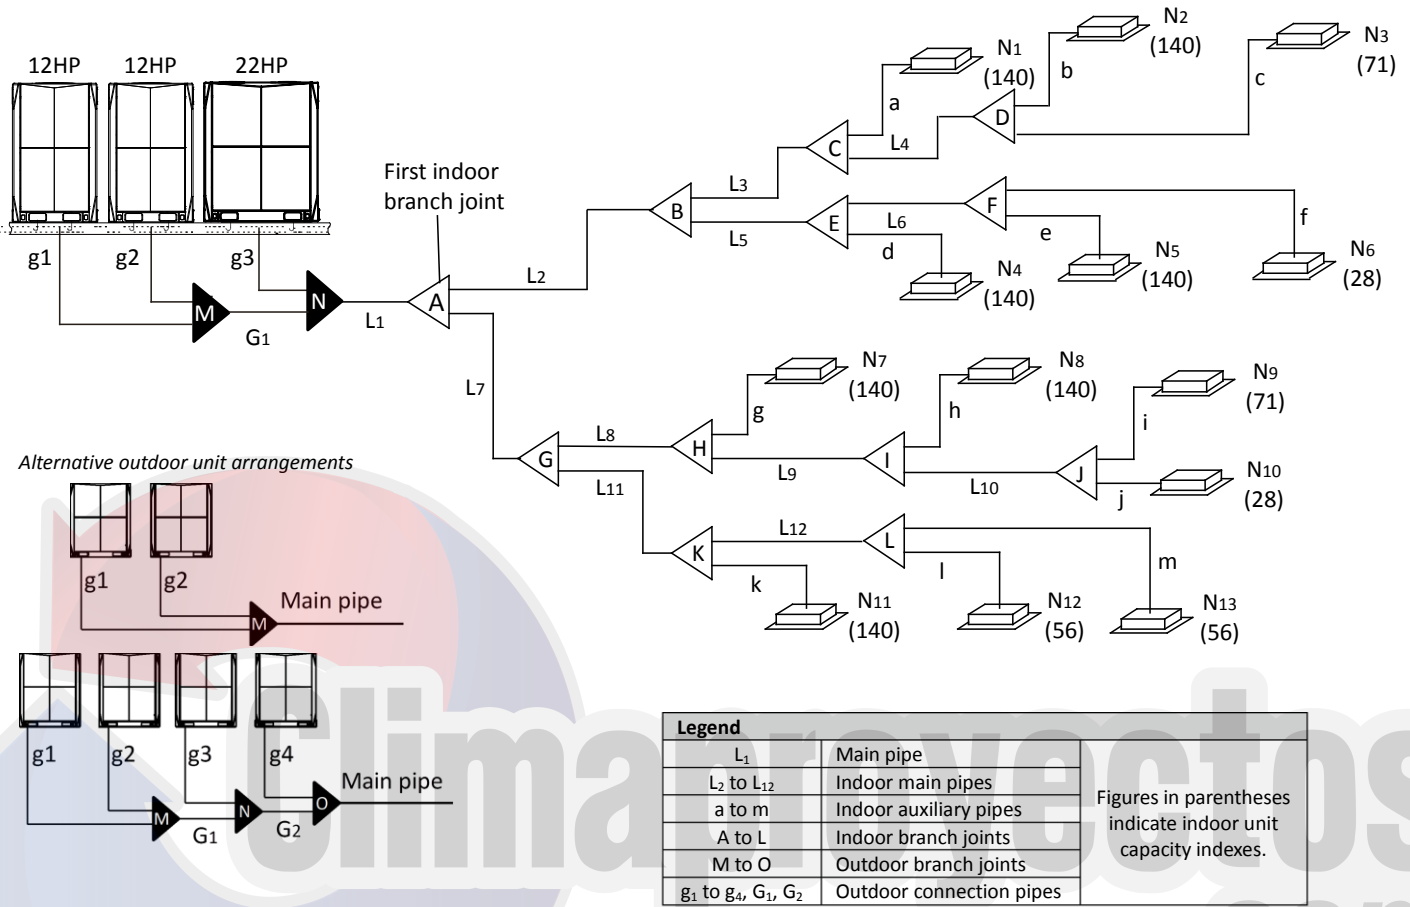 12HP 12HP 22HP
g1 g2 g3
M
G1
N
L1
First indoor
branch joint
A
L2
L7
B
L3
L5
C
a
N1
(140)
L4
D
b
N2
(140)
c
N3
(71)
E
L6
d
N4
(140)
F
e
N5
(140)
f
N6
(28)
G
L8
L11
H
g
N7
(140)
L9
I
h
N8
(140)
L10
J
i
N9
(71)
j
N10
(28)
K
L12
k
N11
(140)
L
l
N12
(56)
m
N13
(56)
Alternative outdoor unit arrangements
g1 g2
M
Main pipe
g1 g2 g3 g4
M
G1
N
G2
O
Main pipe
Legend
L1 Main pipe
L2 to L12 Indoor main pipes
a to m Indoor auxiliary pipes
A to L Indoor branch joints
M to O Outdoor branch joints
g1 to g4, G1, G2 Outdoor connection pipes
Figures in parentheses
indicate indoor unit
capacity indexes.
Climaproyectos